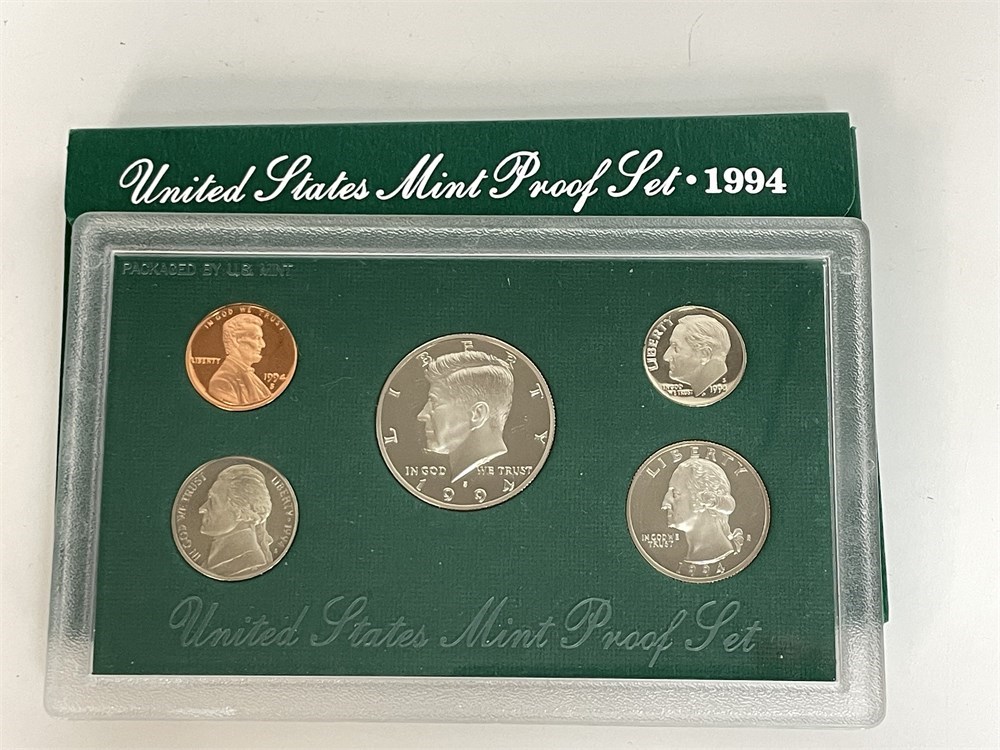 United States Mint Proof Set • 1994
PACKAGED BY U.S. MINT
IN GOD WE TRUST
LIBERTY
1994
S
LIBERTY
IN GOD WE TRUST
S
1994
LIBERTY
IN GOD
WE TRUST
S
1994
IN GOD WE TRUST
LIBERTY
1994
S
LIBERTY
IN GOD WE
TRUST
S
1994
United States Mint Proof Set